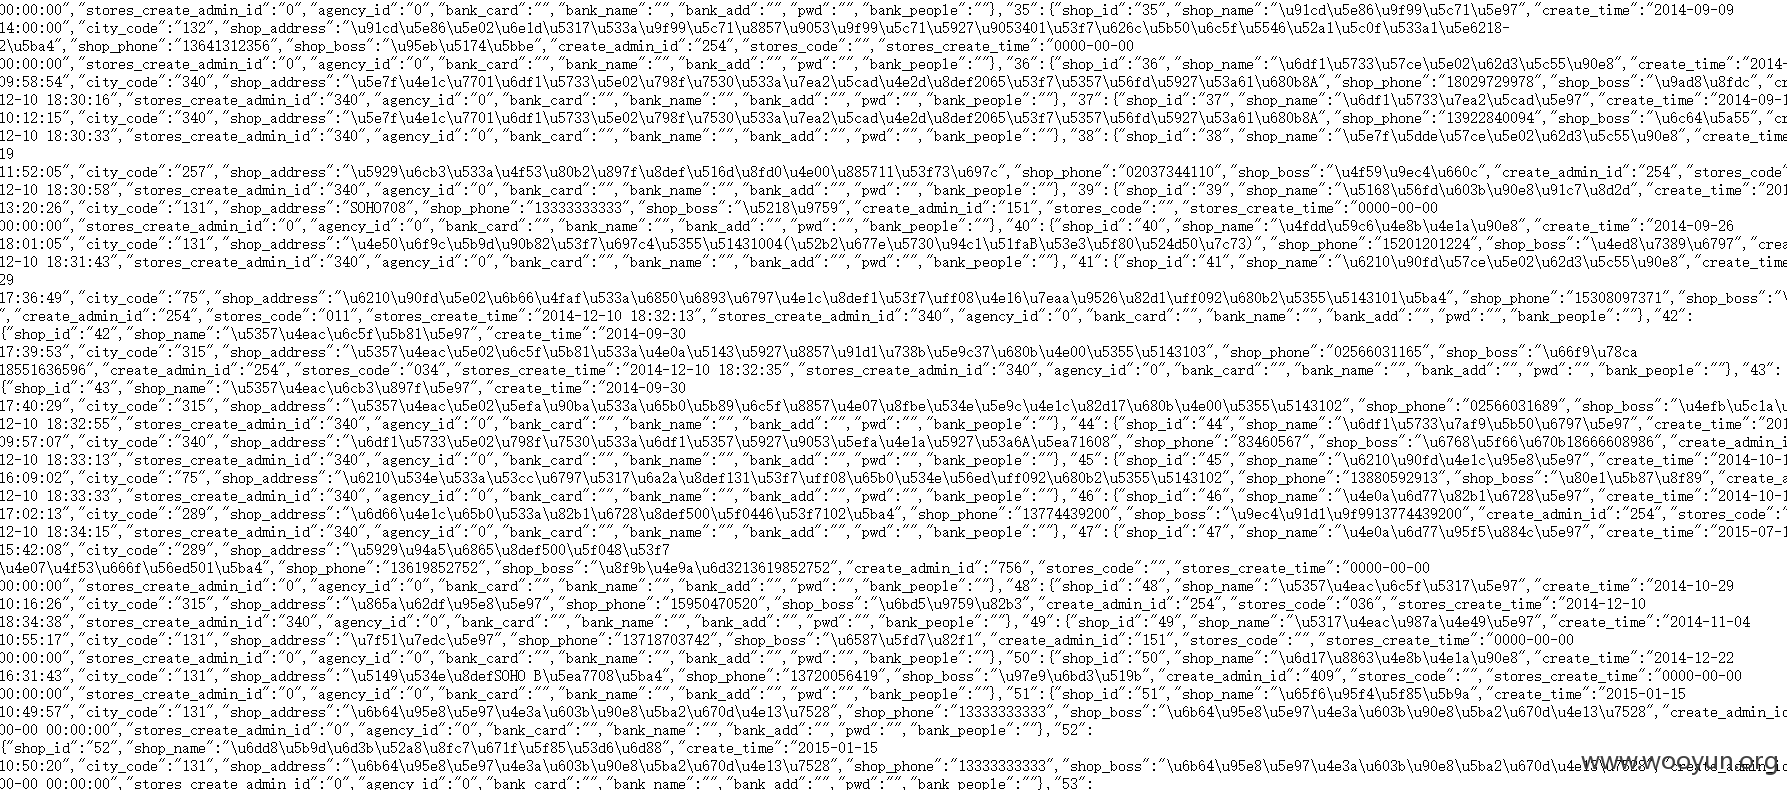 00:00:00","stores_create_admin_id":"0","agency_id":"0","bank_card":"","bank_name":"","bank_add":"","pwd":"","bank_people":""},"35":{"shop_id":"35","shop_name":"\u91cd\u5e86\u9f99\u5c71\u5e97","create_time":"2014-09-09
14:00:00","city_code":"132","shop_address":"\u91cd\u5e86\u5e02\u6e1d\u5317\u533a\u9f99\u5c71\u8857\u9053\u9f99\u5c71\u5927\u9053401\u53f7\u626c\u5b50\u6c5f\u5546\u52a1\u5c0f\u533a1\u5e6218-
2\u5ba4","shop_phone":"13641312356","shop_boss":"\u95eb\u5174\u5bbe","create_admin_id":"254","stores_code":"","stores_create_time":"0000-00-00
00:00:00","stores_create_admin_id":"0","agency_id":"0","bank_card":"","bank_name":"","bank_add":"","pwd":"","bank_people":""},"36":{"shop_id":"36","shop_name":"\u6df1\u5733\u57ce\u5e02\u62d3\u5c55\u90e8","create_time":"2014-
09:58:54","city_code":"340","shop_address":"\u5e7f\u4e1c\u7701\u6df1\u5733\u5e02\u798f\u7530\u533a\u7ea2\u5cad\u4e2d\u8def2065\u53f7\u5357\u56fd\u5927\u53a61\u680b8A","shop_phone":"18029729978","shop_boss":"\u9ad8\u8fdc","cr
12-10 18:30:16","stores_create_admin_id":"340","agency_id":"0","bank_card":"","bank_name":"","bank_add":"","pwd":"","bank_people":""},"37":{"shop_id":"37","shop_name":"\u6df1\u5733\u7ea2\u5cad\u5e97","create_time":"2014-09-1
10:12:15","city_code":"340","shop_address":"\u5e7f\u4e1c\u7701\u6df1\u5733\u5e02\u798f\u7530\u533a\u7ea2\u5cad\u4e2d\u8def2065\u53f7\u5357\u56fd\u5927\u53a61\u680b8A","shop_phone":"13922840094","shop_boss":"\u6c64\u5a55","cr
12-10 18:30:33","stores_create_admin_id":"340","agency_id":"0","bank_card":"","bank_name":"","bank_add":"","pwd":"","bank_people":""},"38":{"shop_id":"38","shop_name":"\u5e7f\u5dde\u57ce\u5e02\u62d3\u5c55\u90e8","create_time
19
11:52:05","city_code":"257","shop_address":"\u5929\u6cb3\u533a\u4f53\u80b2\u897f\u8def\u516d\u8fd0\u4e00\u885711\u53f73\u697c","shop_phone":"02037344110","shop_boss":"\u4f59\u9ec4\u660c","create_admin_id":"254","stores_code"
12-10 18:30:58","stores_create_admin_id":"340","agency_id":"0","bank_card":"","bank_name":"","bank_add":"","pwd":"","bank_people":""},"39":{"shop_id":"39","shop_name":"\u5168\u56fd\u603b\u90e8\u91c7\u8d2d","create_time":"201
13:20:26","city_code":"131","shop_address":"SOHO708","shop_phone":"13333333333","shop_boss":"\u5218\u9759","create_admin_id":"151","stores_code":"","stores_create_time":"0000-00-00
00:00:00","stores_create_admin_id":"0","agency_id":"0","bank_card":"","bank_name":"","bank_add":"","pwd":"","bank_people":""},"40":{"shop_id":"40","shop_name":"\u4fdd\u59c6\u4e8b\u4e1a\u90e8","create_time":"2014-09-26
18:01:05","city_code":"131","shop_address":"\u4e50\u6f9c\u5b9d\u90b82\u53f7\u697c4\u5355\u51431004(\u52b2\u677e\u5730\u94c1\u51faB\u53e3\u5f80\u524d50\u7c73)","shop_phone":"15201201224","shop_boss":"\u4ed8\u7389\u6797","crea
12-10 18:31:43","stores_create_admin_id":"340","agency_id":"0","bank_card":"","bank_name":"","bank_add":"","pwd":"","bank_people":""},"41":{"shop_id":"41","shop_name":"\u6210\u90fd\u57ce\u5e02\u62d3\u5c55\u90e8","create_time
29
17:36:49","city_code":"75","shop_address":"\u6210\u90fd\u5e02\u6b66\u4faf\u533a\u6850\u6893\u6797\u4e1c\u8def1\u53f7\uff08\u4e16\u7eaa\u9526\u82d1\uff092\u680b2\u5355\u5143101\u5ba4","shop_phone":"15308097371","shop_boss":"\
","create_admin_id":"254","stores_code":"011","stores_create_time":"2014-12-10 18:32:13","stores_create_admin_id":"340","agency_id":"0","bank_card":"","bank_name":"","bank_add":"","pwd":"","bank_people":""},"42":
{"shop_id":"42","shop_name":"\u5357\u4eac\u6c5f\u5b81\u5e97","create_time":"2014-09-30
17:39:53","city_code":"315","shop_address":"\u5357\u4eac\u5e02\u6c5f\u5b81\u533a\u4e0a\u5143\u5927\u8857\u91d1\u738b\u5e9c37\u680b\u4e00\u5355\u5143103","shop_phone":"02566031165","shop_boss":"\u66f9\u78ca
18551636596","create_admin_id":"254","stores_code":"034","stores_create_time":"2014-12-10 18:32:35","stores_create_admin_id":"340","agency_id":"0","bank_card":"","bank_name":"","bank_add":"","pwd":"","bank_people":""},"43":
{"shop_id":"43","shop_name":"\u5357\u4eac\u6cb3\u897f\u5e97","create_time":"2014-09-30
17:40:29","city_code":"315","shop_address":"\u5357\u4eac\u5e02\u5efa\u90ba\u533a\u65b0\u5b89\u6c5f\u8857\u4e07\u8fbe\u534e\u5e9c\u4e1c\u82d17\u680b\u4e00\u5355\u5143102","shop_phone":"02566031689","shop_boss":"\u4efb\u5c1a\u
12-10 18:32:55","stores_create_admin_id":"340","agency_id":"0","bank_card":"","bank_name":"","bank_add":"","pwd":"","bank_people":""},"44":{"shop_id":"44","shop_name":"\u6df1\u5733\u7af9\u5b50\u6797\u5e97","create_time":"201
09:57:07","city_code":"340","shop_address":"\u6df1\u5733\u5e02\u798f\u7530\u533a\u6df1\u5357\u5927\u9053\u5efa\u4e1a\u5927\u53a6A\u5ea71608","shop_phone":"83460567","shop_boss":"\u6768\u5f66\u670b18666608986","create_admin_i
12-10 18:33:13","stores_create_admin_id":"340","agency_id":"0","bank_card":"","bank_name":"","bank_add":"","pwd":"","bank_people":""},"45":{"shop_id":"45","shop_name":"\u6210\u90fd\u4e1c\u95e8\u5e97","create_time":"2014-10-1
16:09:02","city_code":"75","shop_address":"\u6210\u534e\u533a\u53cc\u6797\u5317\u6a2a\u8def131\u53f7\uff08\u65b0\u534e\u56ed\uff092\u680b2\u5355\u5143102","shop_phone":"13880592913","shop_boss":"\u80e1\u5b87\u8f89","create_a
12-10 18:33:33","stores_create_admin_id":"340","agency_id":"0","bank_card":"","bank_name":"","bank_add":"","pwd":"","bank_people":""},"46":{"shop_id":"46","shop_name":"\u4e0a\u6d77\u82b1\u6728\u5e97","create_time":"2014-10-1
17:02:13","city_code":"289","shop_address":"\u6d66\u4e1c\u65b0\u533a\u82b1\u6728\u8def500\u5f0446\u53f7102\u5ba4","shop_phone":"13774439200","shop_boss":"\u9ec4\u91d1\u9f9913774439200","create_admin_id":"254","stores_code":"
12-10 18:34:15","stores_create_admin_id":"340","agency_id":"0","bank_card":"","bank_name":"","bank_add":"","pwd":"","bank_people":""},"47":{"shop_id":"47","shop_name":"\u4e0a\u6d77\u95f5\u884c\u5e97","create_time":"2015-07-1
15:42:08","city_code":"289","shop_address":"\u5929\u94a5\u6865\u8def500\u5f048\u53f7
\u4e07\u4f53\u666f\u56ed501\u5ba4","shop_phone":"13619852752","shop_boss":"\u8f9b\u4e9a\u6d3213619852752","create_admin_id":"756","stores_code":"","stores_create_time":"0000-00-00
00:00:00","stores_create_admin_id":"0","agency_id":"0","bank_card":"","bank_name":"","bank_add":"","pwd":"","bank_people":""},"48":{"shop_id":"48","shop_name":"\u5357\u4eac\u6c5f\u5317\u5e97","create_time":"2014-10-29
10:16:26","city_code":"315","shop_address":"\u865a\u62df\u95e8\u5e97","shop_phone":"15950470520","shop_boss":"\u6bd5\u9759\u82b3","create_admin_id":"254","stores_code":"036","stores_create_time":"2014-12-10
18:34:38","stores_create_admin_id":"340","agency_id":"0","bank_card":"","bank_name":"","bank_add":"","pwd":"","bank_people":""},"49":{"shop_id":"49","shop_name":"\u5317\u4eac\u987a\u4e49\u5e97","create_time":"2014-11-04
10:55:17","city_code":"131","shop_address":"\u7f51\u7edc\u5e97","shop_phone":"13718703742","shop_boss":"\u6587\u5fd7\u82f1","create_admin_id":"151","stores_code":"","stores_create_time":"0000-00-00
00:00:00","stores_create_admin_id":"0","agency_id":"0","bank_card":"","bank_name":"","bank_add":"","pwd":"","bank_people":""},"50":{"shop_id":"50","shop_name":"\u6d17\u8863\u4e8b\u4e1a\u90e8","create_time":"2014-12-22
16:31:43","city_code":"131","shop_address":"\u5149\u534e\u8defSOHO B\u5ea7708\u5ba4","shop_phone":"13720056419","shop_boss":"\u97e9\u6bd3\u519b","create_admin_id":"409","stores_code":"","stores_create_time":"0000-00-00
00:00:00","stores_create_admin_id":"0","agency_id":"0","bank_card":"","bank_name":"","bank_add":"","pwd":"","bank_people":""},"51":{"shop_id":"51","shop_name":"\u65f6\u95f4\u5f85\u5b9a","create_time":"2015-01-15
10:49:57","city_code":"131","shop_address":"\u6b64\u95e8\u5e97\u4e3a\u603b\u90e8\u5ba2\u670d\u4e13\u7528","shop_phone":"13333333333","shop_boss":"\u6b64\u95e8\u5e97\u4e3a\u603b\u90e8\u5ba2\u670d\u4e13\u7528","create_admin_id
00-00 00:00:00","stores_create_admin_id":"0","agency_id":"0","bank_card":"","bank_name":"","bank_add":"","pwd":"","bank_people":""},"52":
{"shop_id":"52","shop_name":"\u6dd8\u5b9d\u6d3b\u52a8\u8fc7\u671f\u5f85\u53d6\u6d88","create_time":"2015-01-15
10:50:20","city_code":"131","shop_address":"\u6b64\u95e8\u5e97\u4e3a\u603b\u90e8\u5ba2\u670d\u4e13\u7528","shop_phone":"13333333333","shop_boss":"\u6b64\u95e8\u5e97\u4e3a\u603b\u90e8\u5ba2\u670d\u4e13\u7528","create_admin_id
00-00 00:00:00","stores_create_admin_id":"0","agency_id":"0","bank_card":"","bank_name":"","bank_add":"","pwd":"","bank_people":""},"53":
www.wooyun.org